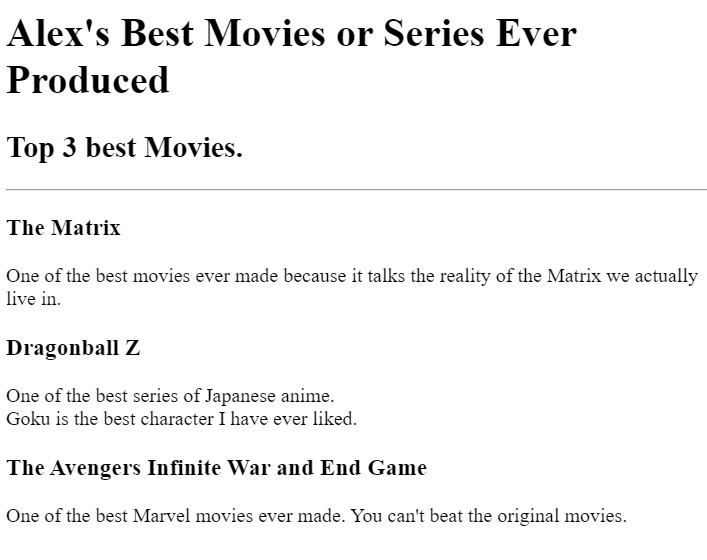 Alex's Best Movies or Series Ever
Produced
Top 3 best Movies.
The Matrix
One of the best movies ever made because it talks the reality of the Matrix we actually
live in.
Dragonball Z
One of the best series of Japanese anime.
Goku is the best character I have ever liked.
The Avengers Infinite War and End Game
One of the best Marvel movies ever made. You can't beat the original movies.